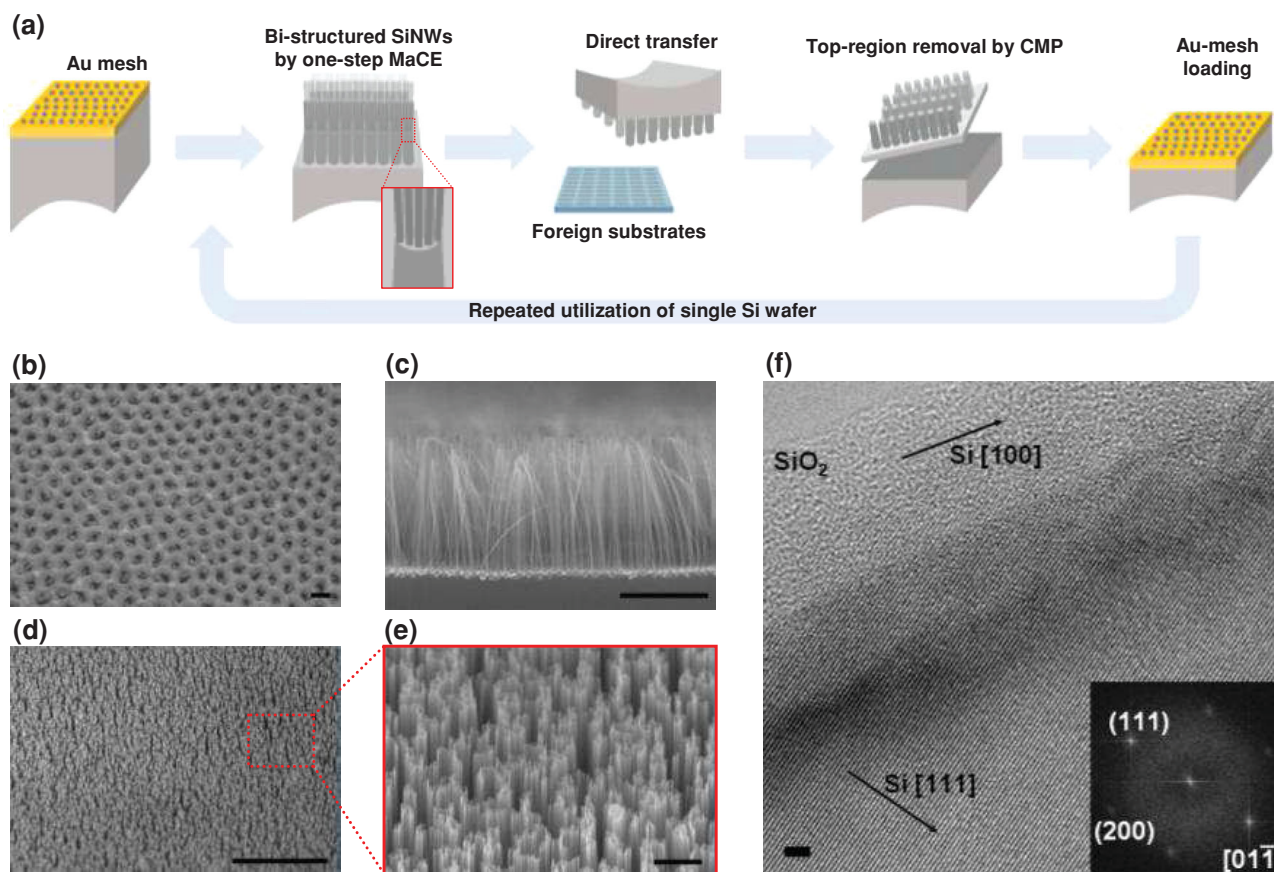 (a)
Au mesh
Bi-structured SiNWs
by one-step MaCE
Direct transfer
Foreign substrates
Top-region removal by CMP
Au-mesh
loading
Repeated utilization of single Si wafer
(b)
(c)
(d)
(e)
(f)
SiO₂
Si [100]
Si [111]
(111)
(200)
[011̅]